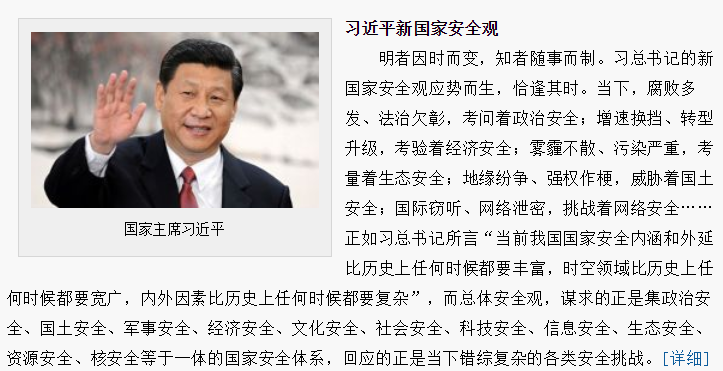 习近平新国家安全观
明者因时而变，知者随事而制。习总书记的新
国家安全观应势而生，恰逢其时。当下，腐败多
发、法治欠彰，考问着政治安全；增速换挡、转型
升级，考验着经济安全；雾霾不散、污染严重，考
量着生态安全；地缘纷争、强权作梗，威胁着国土
安全；国际窃听、网络泄密，挑战着网络安全……
正如习总书记所言“当前我国国家安全内涵和外延
比历史上任何时候都要丰富，时空领域比历史上任
何时候都要宽广，内外因素比历史上任何时候都要复杂”，而总体安全观，谋求的正是集政治安
全、国土安全、军事安全、经济安全、文化安全、社会安全、科技安全、信息安全、生态安全、
资源安全、核安全等于一体的国家安全体系，回应的正是当下错综复杂的各类安全挑战。[详细]
国家主席习近平